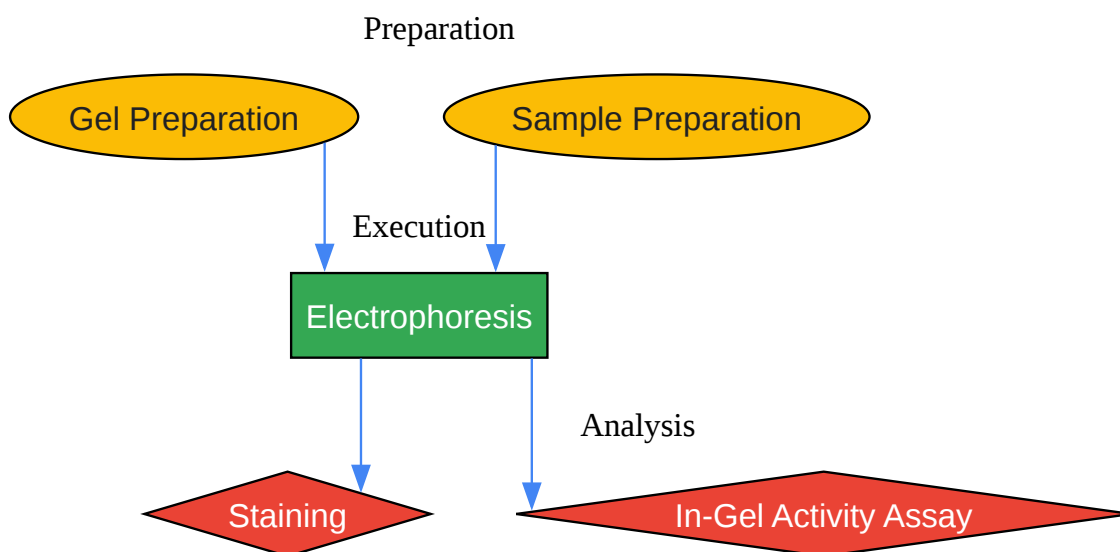 Preparation
Gel Preparation
Sample Preparation
Execution
Electrophoresis
Analysis
Staining
In-Gel Activity Assay